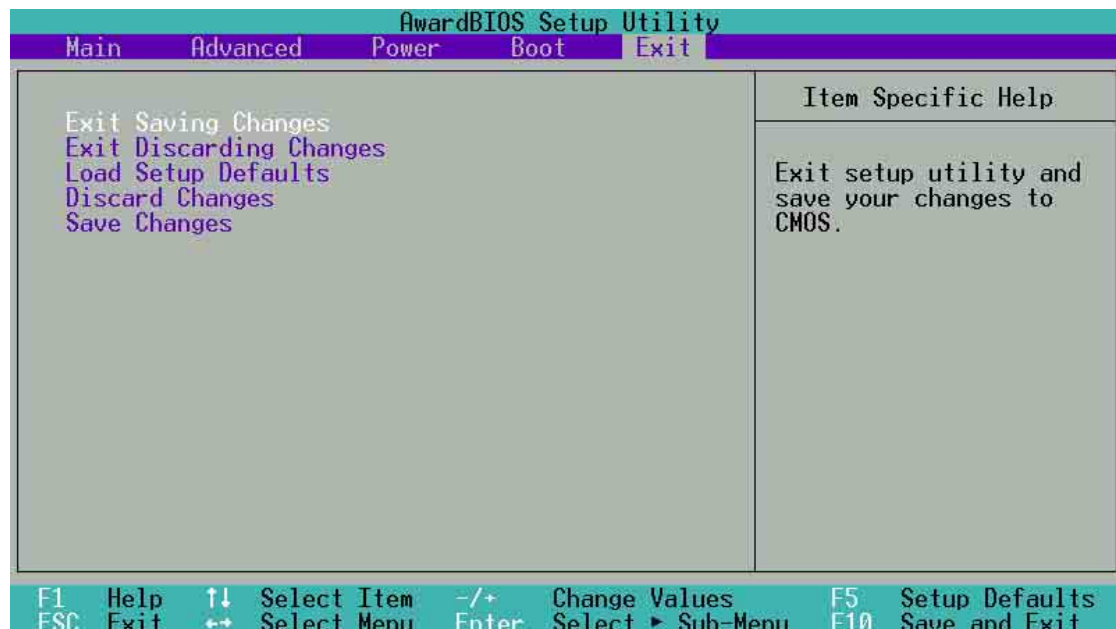 AwardBIOS Setup Utility
Main Advanced Power Boot Exit
Exit Saving Changes
Exit Discarding Changes
Load Setup Defaults
Discard Changes
Save Changes
Item Specific Help
Exit setup utility and
save your changes to
CMOS.
F1 Help ↑↓ Select Item -/+ Change Values F5 Setup Defaults
ESC Exit ←→ Select Menu Enter Select ► Sub-Menu F10 Save and Exit